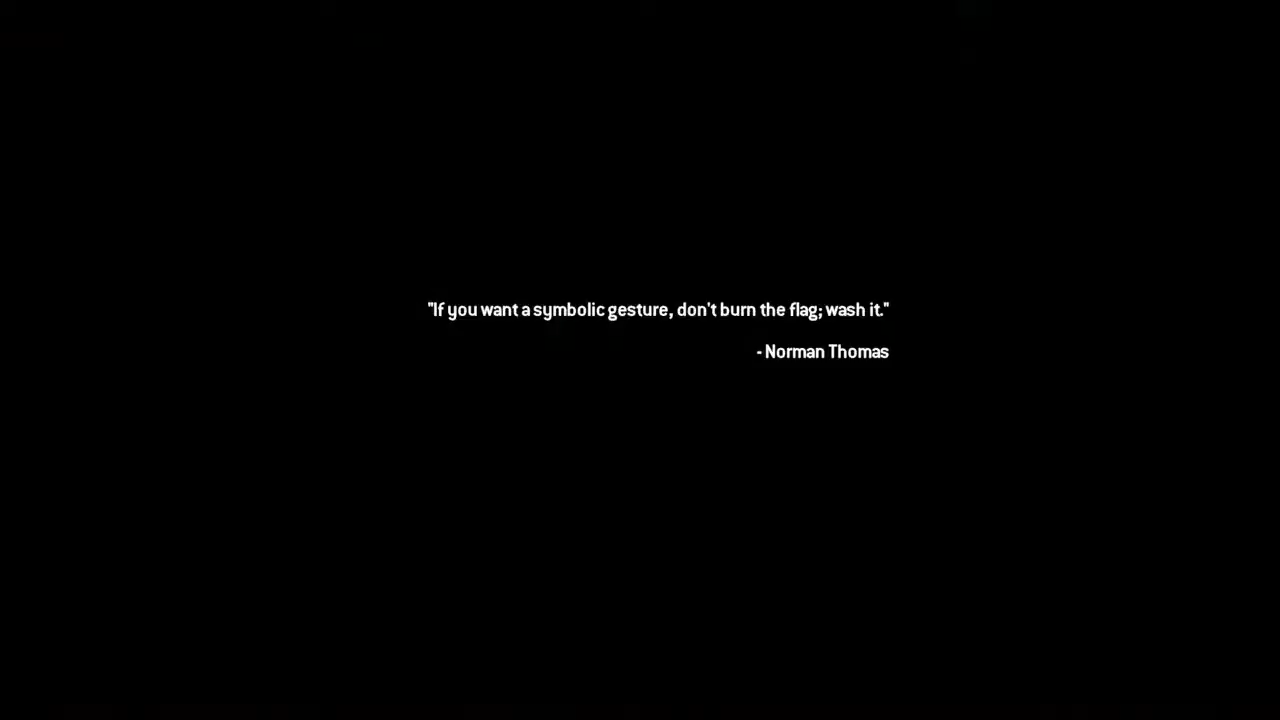 "If you want a symbolic gesture, don't burn the flag; wash it."
- Norman Thomas